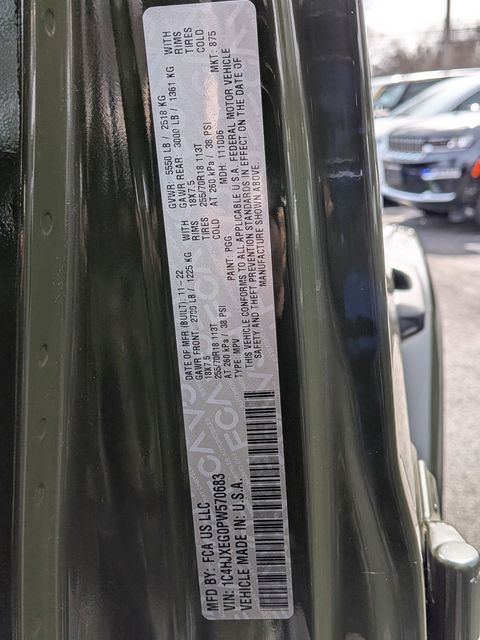 MFD BY: FCA US LLC
DATE OF MFR (BUILT): 11-22
GVWR: 5550 LB / 2518 KG
GAWR FRONT: 2700 LB / 1225 KG WITH
GAWR REAR: 3000 LB / 1361 KG WITH
18X7.5 RIMS
18X7.5 RIMS
255/70R18 113T TIRES
255/70R18 113T TIRES
AT 260 kPa / 38 PSI COLD
AT 260 kPa / 38 PSI COLD
TYPE: MPV PAINT: PGG MDH: 111006 MKT: 875
THIS VEHICLE CONFORMS TO ALL APPLICABLE U.S.A. FEDERAL MOTOR VEHICLE
SAFETY AND THEFT PREVENTION STANDARDS IN EFFECT ON THE DATE OF
MANUFACTURE SHOWN ABOVE.
VIN: 1C4HJXEG0PW570683
VEHICLE MADE IN: U.S.A.